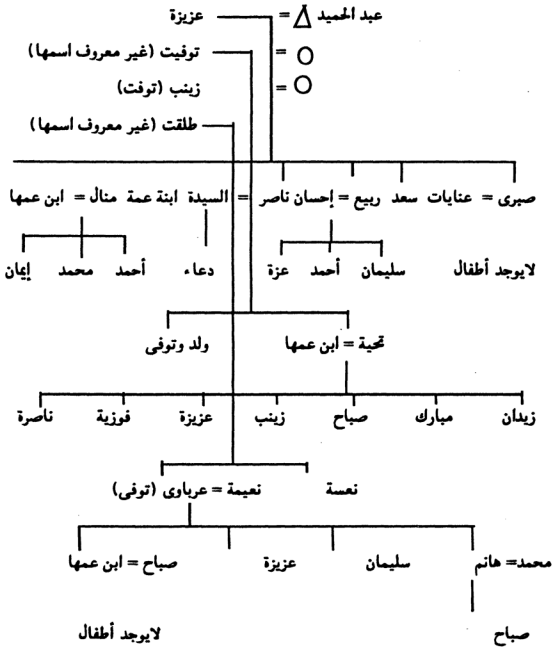 عبد الحميد = عزيزة
= توفيت (غير معروف اسمها)
= زينب (توفت)
طلقت (غير معروف اسمها)
صبرى = عنايات سعد ربيع = إحسان ناصر = السيدة ابنة عمة منال = ابن عمها
لايوجد أطفال سليمان أحمد عزة دعاء أحمد محمد إيمان
تحية = ابن عمها ولد وتوفى
زيدان مبارك صباح زينب عزيزة فوزية ناصرة
نعسة نعيمة = عرباوى (توفى)
محمد = هانم سليمان عزيزة صباح = ابن عمها
صباح لايوجد أطفال